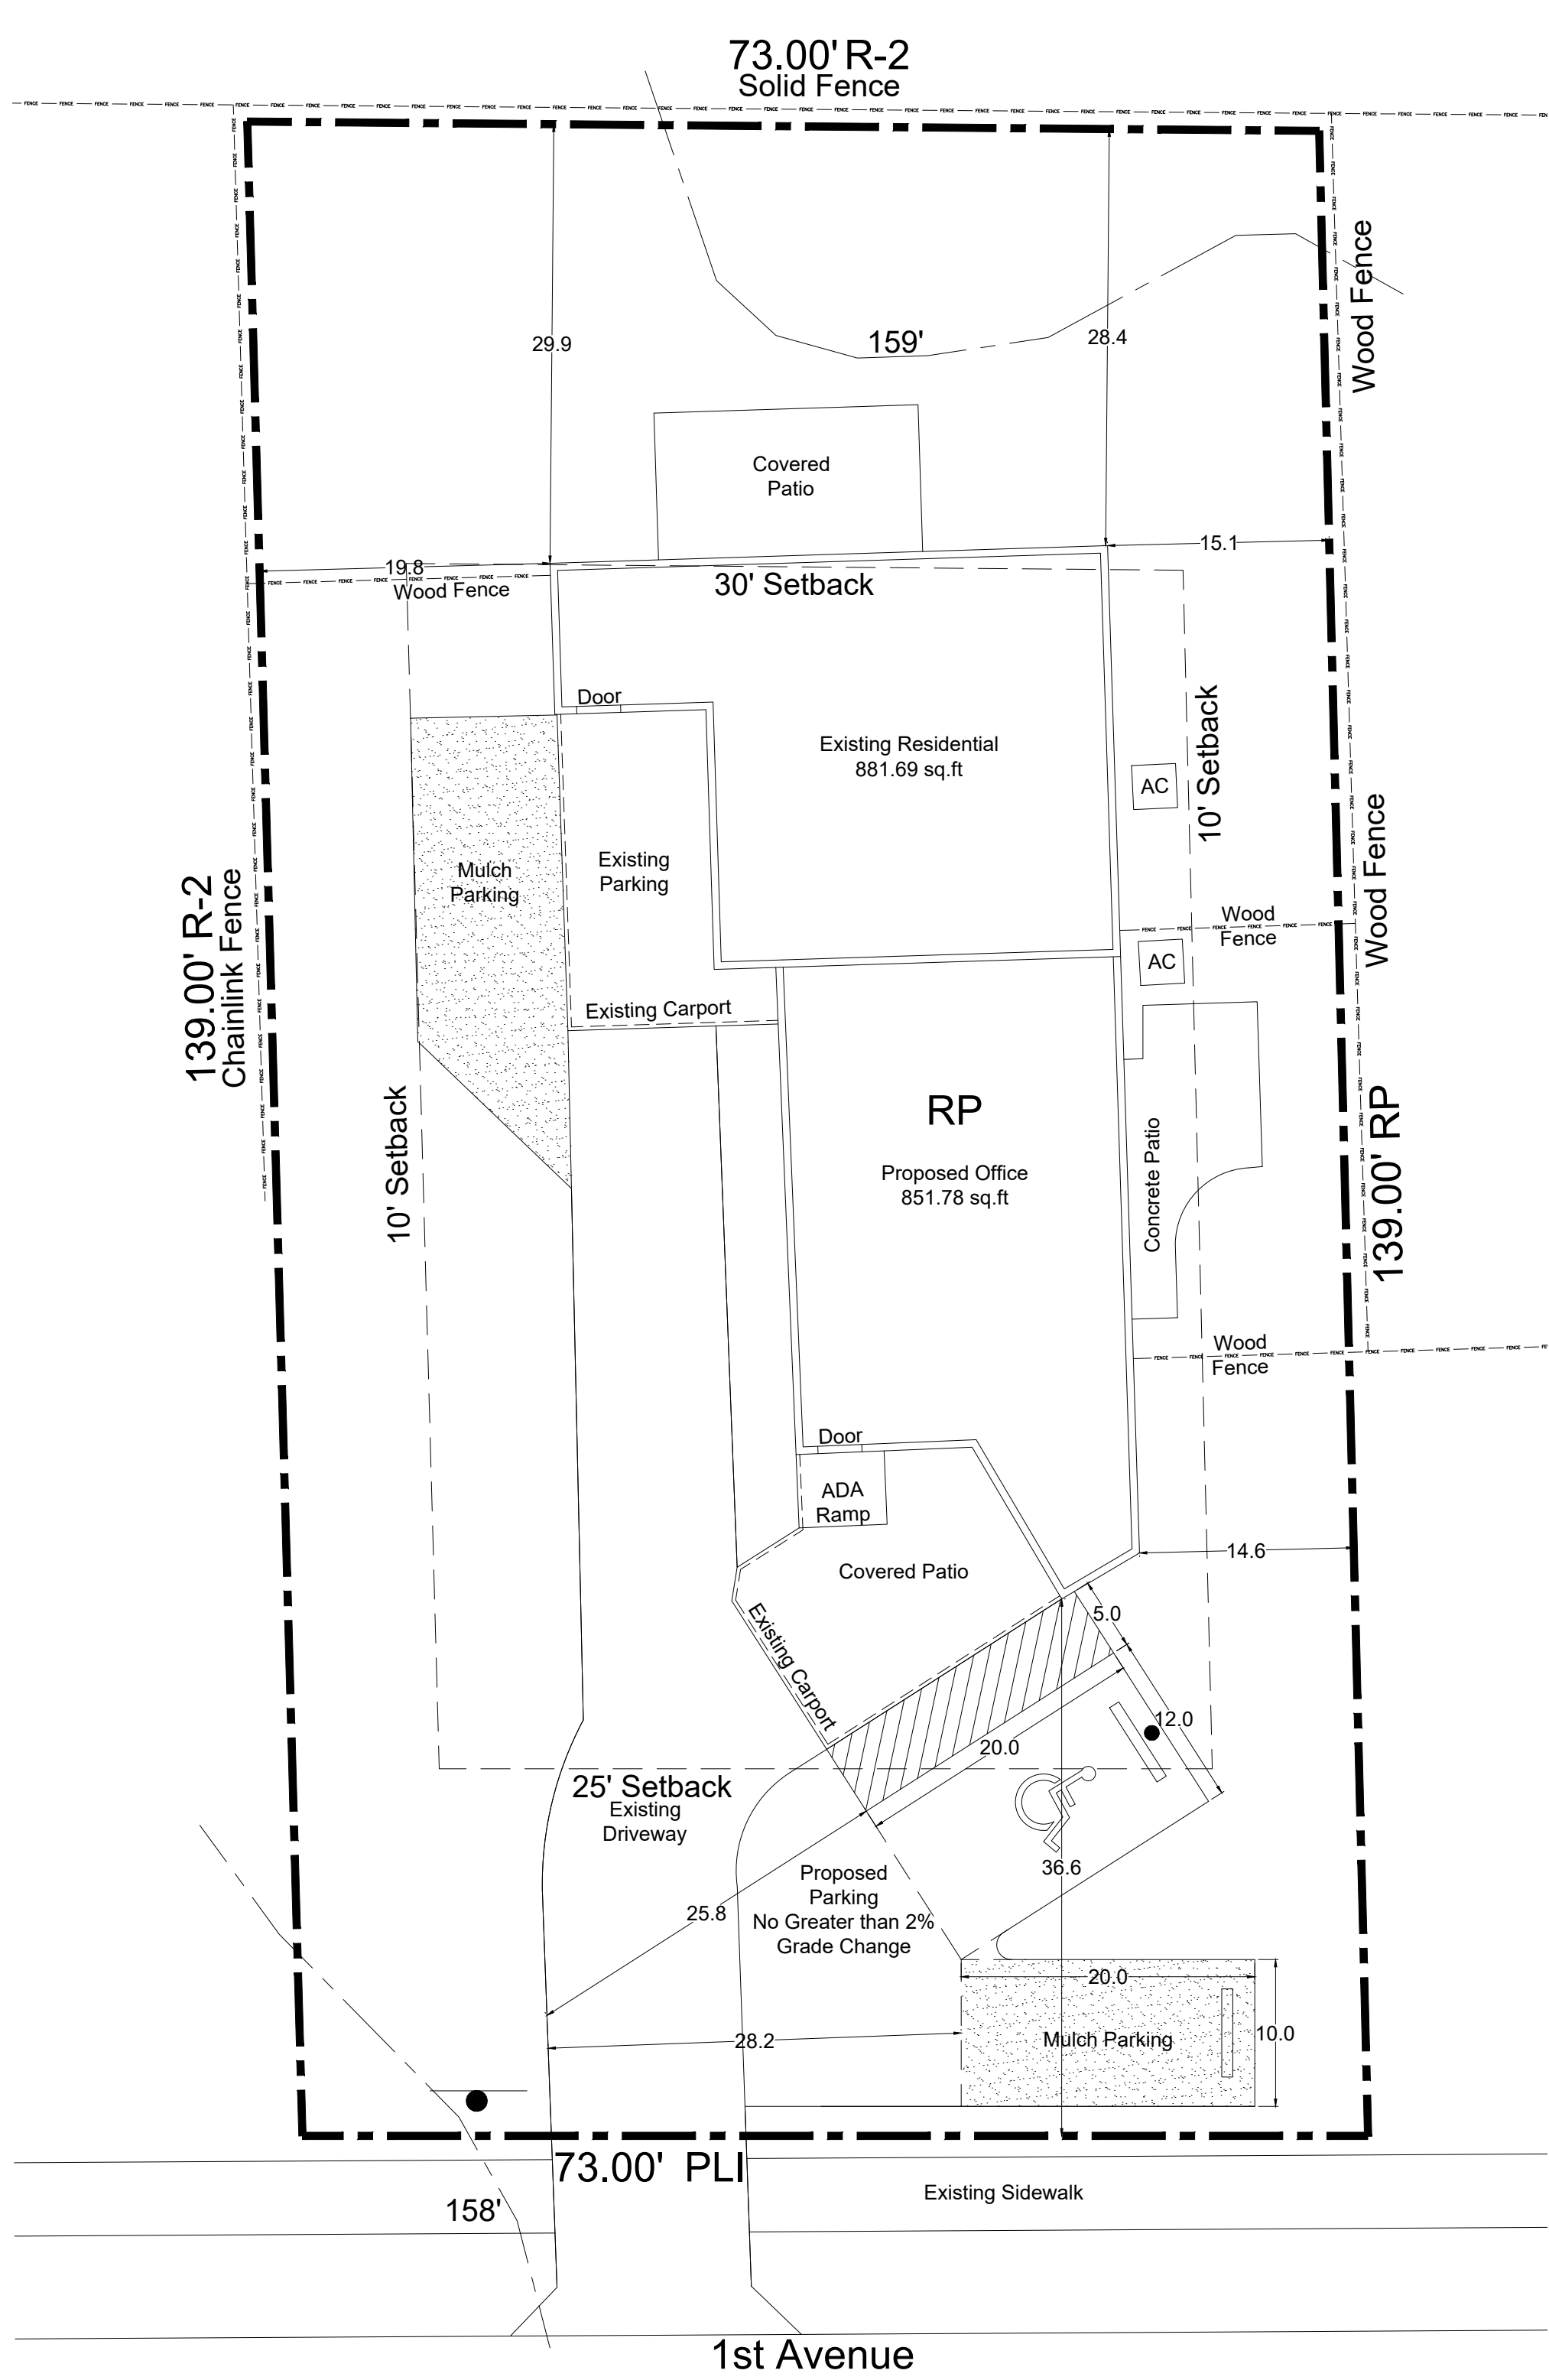 73.00' R-2
Solid Fence
Wood Fence
29.9
159'
28.4
Covered
Patio
19.8
15.1
Wood Fence
30' Setback
Door
Existing Residential
881.69 sq.ft
10' Setback
AC
Mulch
Parking
Existing
Parking
Wood Fence
139.00' R-2
Chainlink Fence
Wood
Fence
AC
Existing Carport
10' Setback
RP
Proposed Office
851.78 sq.ft
Concrete Patio
139.00' RP
Wood
Fence
Door
ADA
Ramp
14.6
Covered Patio
5.0
Existing Carport
12.0
20.0
25' Setback
Existing
Driveway
36.6
Proposed
Parking
No Greater than 2%
Grade Change
25.8
20.0
28.2
Mulch Parking
10.0
73.00' PLI
158'
Existing Sidewalk
1st Avenue